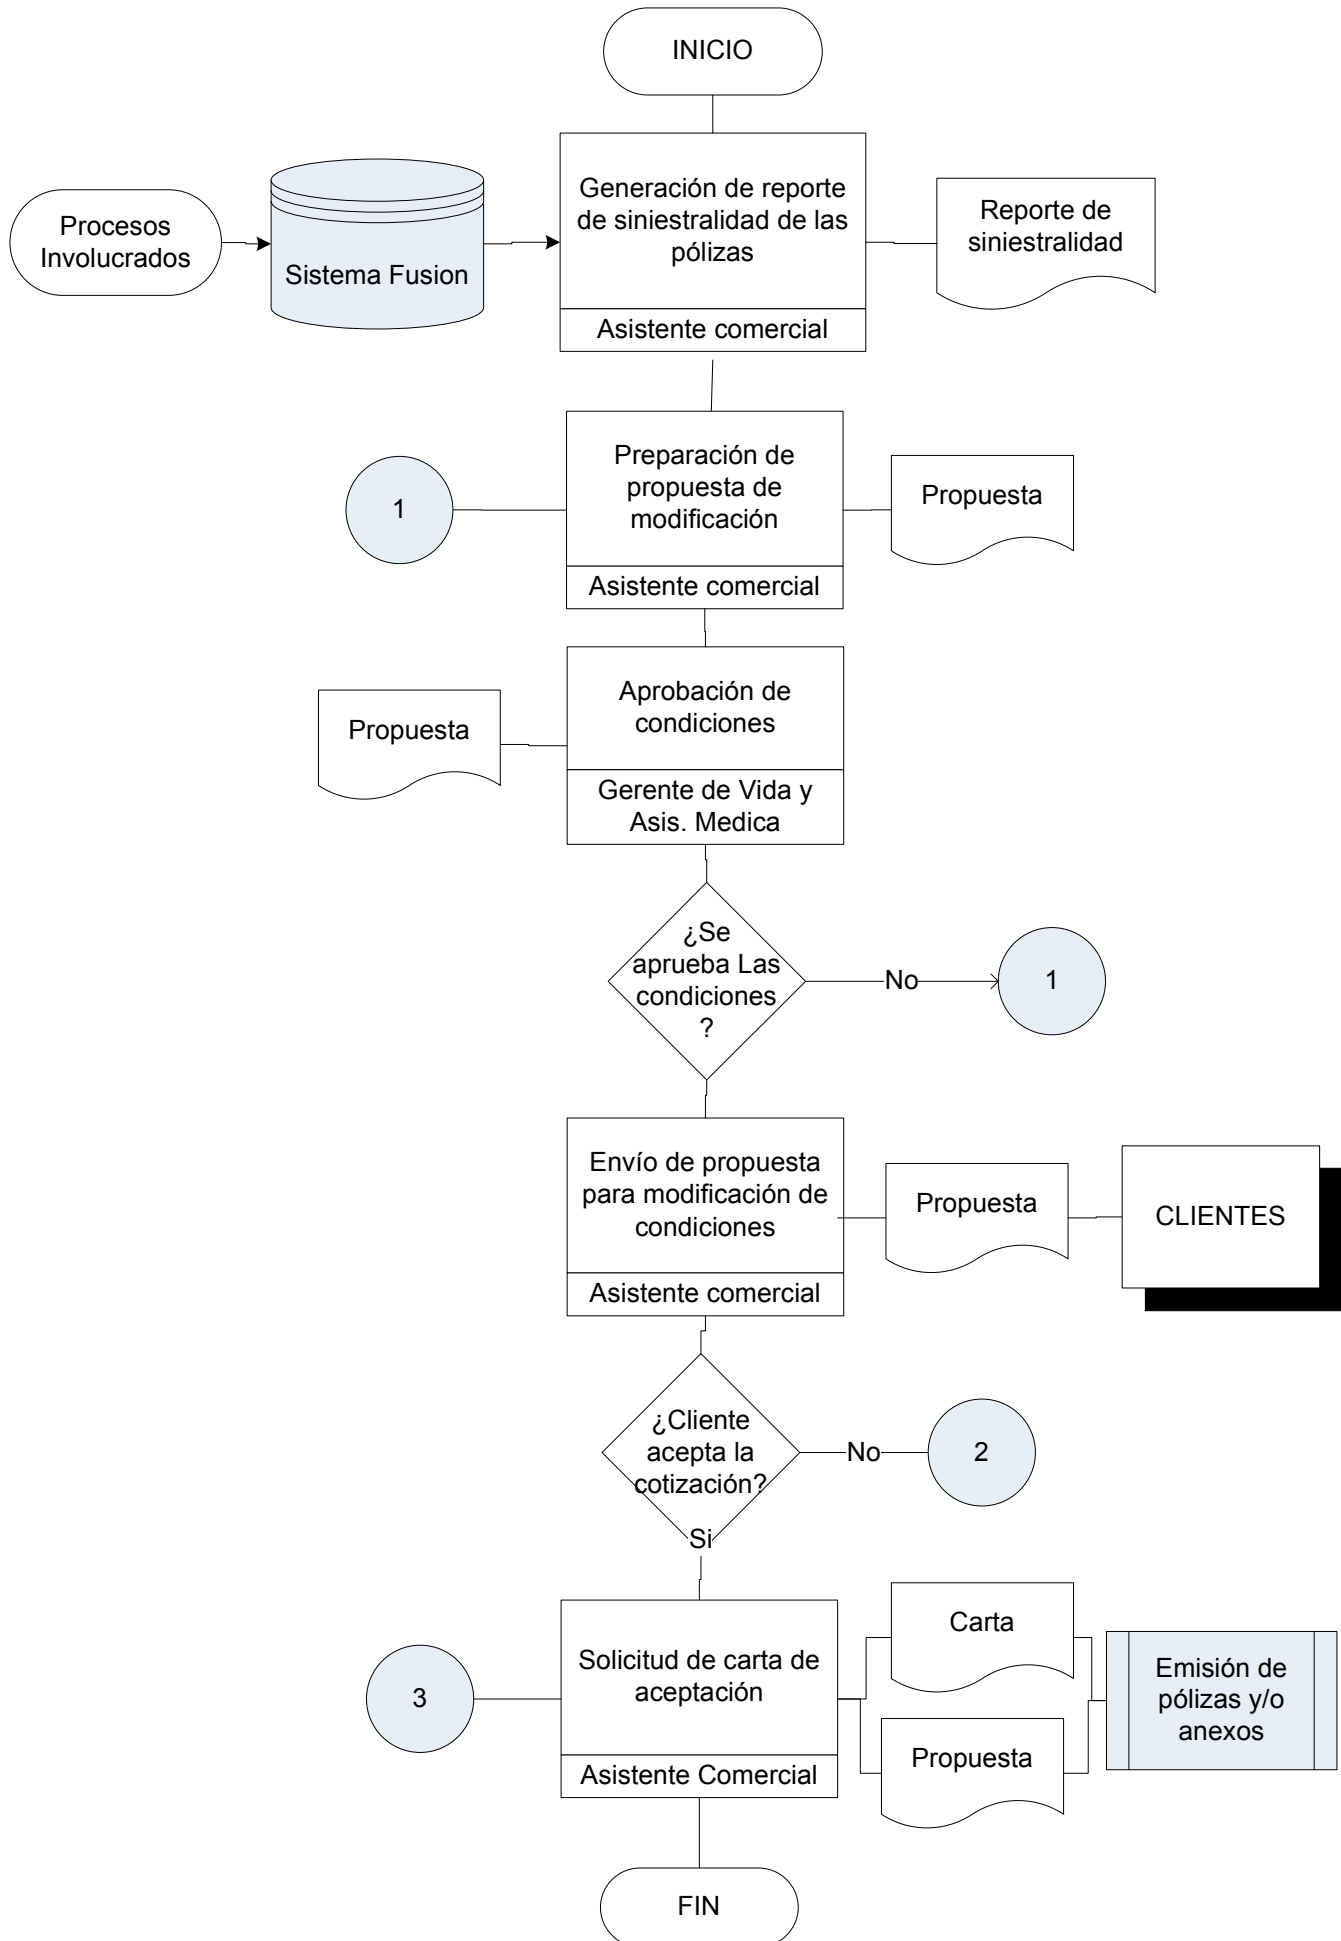 INICIO
Procesos
Involucrados
Sistema Fusion
Generación de reporte
de siniestralidad de las
pólizas
Asistente comercial
Reporte de
siniestralidad
1
Preparación de
propuesta de
modificación
Asistente comercial
Propuesta
Propuesta
Aprobación de
condiciones
Gerente de Vida y
Asis. Medica
¿Se
aprueba Las
condiciones
?
No
1
Envío de propuesta
para modificación de
condiciones
Asistente comercial
Propuesta
CLIENTES
¿Cliente
acepta la
cotización?
No
2
Si
3
Solicitud de carta de
aceptación
Asistente Comercial
Carta
Propuesta
Emisión de
pólizas y/o
anexos
FIN